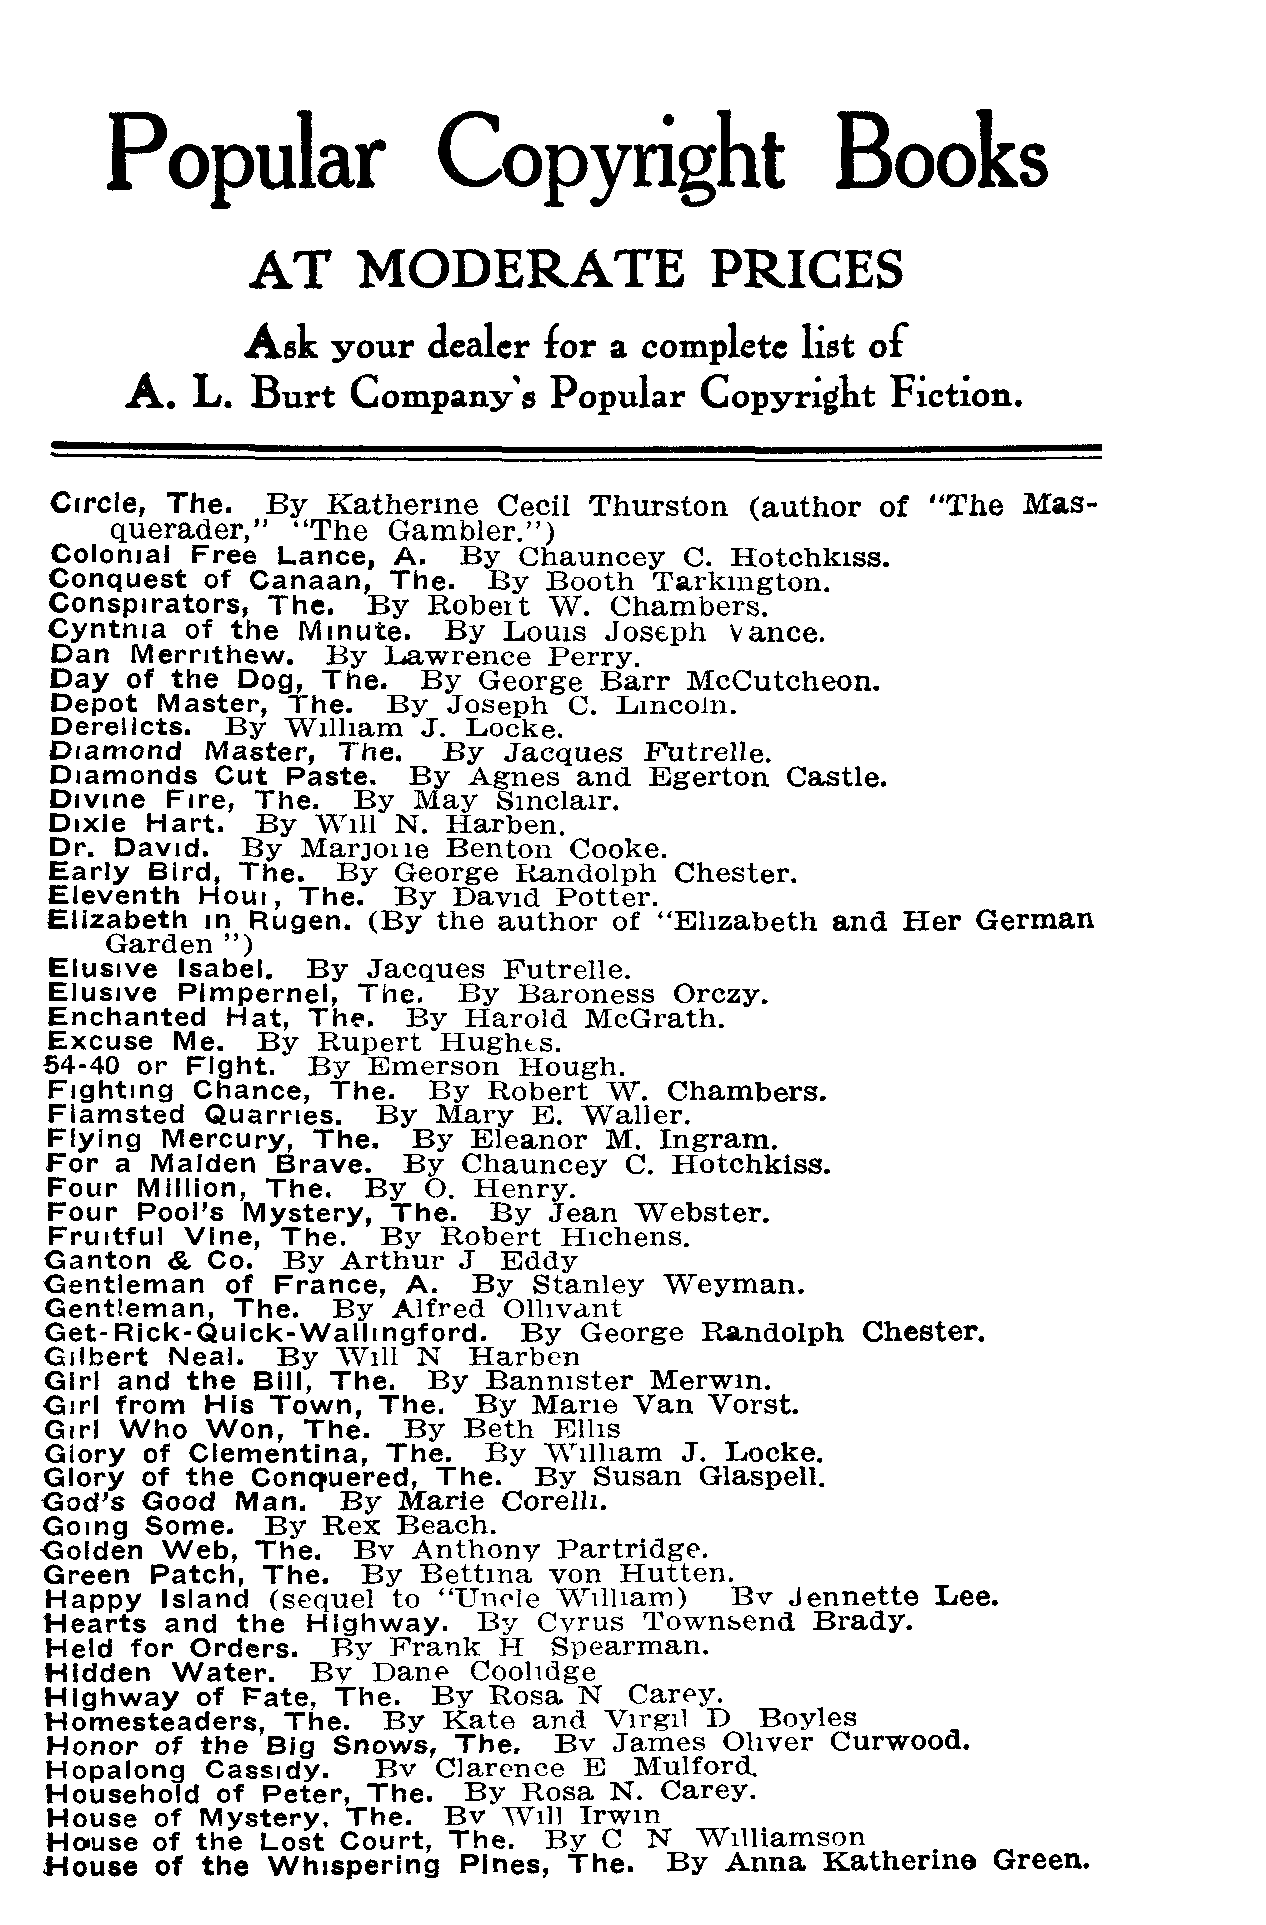 Popular Copyright Books
AT MODERATE PRICES
Ask your dealer for a complete list of
A. L. Burt Company's Popular Copyright Fiction.
Circle, The. By Katherine Cecil Thurston (author of "The Mas-
querader," "The Gambler.")
Colonial Free Lance, A. By Chauncey C. Hotchkiss.
Conquest of Canaan, The. By Booth Tarkington.
Conspirators, The. By Robert W. Chambers.
Cynthia of the Minute. By Louis Joseph Vance.
Dan Merrithew. By Lawrence Perry.
Day of the Dog, The. By George Barr McCutcheon.
Depot Master, The. By Joseph C. Lincoln.
Derelicts. By William J. Locke.
Diamond Master, The. By Jacques Futrelle.
Diamonds Cut Paste. By Agnes and Egerton Castle.
Divine Fire, The. By May Sinclair.
Dixie Hart. By Will N. Harben.
Dr. David. By Marjorie Benton Cooke.
Early Bird, The. By George Randolph Chester.
Eleventh Hour, The. By David Potter.
Elizabeth in Rugen. (By the author of "Elizabeth and Her German
Garden ")
Elusive Isabel. By Jacques Futrelle.
Elusive Pimpernel, The. By Baroness Orczy.
Enchanted Hat, The. By Harold McGrath.
Excuse Me. By Rupert Hughes.
54-40 or Fight. By Emerson Hough.
Fighting Chance, The. By Robert W. Chambers.
Flamsted Quarries. By Mary E. Waller.
Flying Mercury, The. By Eleanor M. Ingram.
For a Maiden Brave. By Chauncey C. Hotchkiss.
Four Million, The. By O. Henry.
Four Pool's Mystery, The. By Jean Webster.
Fruitful Vine, The. By Robert Hichens.
Ganton & Co. By Arthur J Eddy
Gentleman of France, A. By Stanley Weyman.
Gentleman, The. By Alfred Ollivant
Get-Rick-Quick-Wallingford. By George Randolph Chester.
Gilbert Neal. By Will N Harben
Girl and the Bill, The. By Bannister Merwin.
Girl from His Town, The. By Marie Van Vorst.
Girl Who Won, The. By Beth Ellis
Glory of Clementina, The. By William J. Locke.
Glory of the Conquered, The. By Susan Glaspell.
God's Good Man. By Marie Corelli.
Going Some. By Rex Beach.
Golden Web, The. By Anthony Partridge.
Green Patch, The. By Bettina von Hutten.
Happy Island (sequel to "Uncle William) By Jennette Lee.
Hearts and the Highway. By Cyrus Townsend Brady.
Held for Orders. By Frank H Spearman.
Hidden Water. By Dane Coolidge
Highway of Fate, The. By Rosa N Carey.
Homesteaders, The. By Kate and Virgil D Boyles
Honor of the Big Snows, The. By James Oliver Curwood.
Hopalong Cassidy. By Clarence E Mulford.
Household of Peter, The. By Rosa N. Carey.
House of Mystery, The. By Will Irwin
House of the Lost Court, The. By C N Williamson
House of the Whispering Pines, The. By Anna Katherine Green.